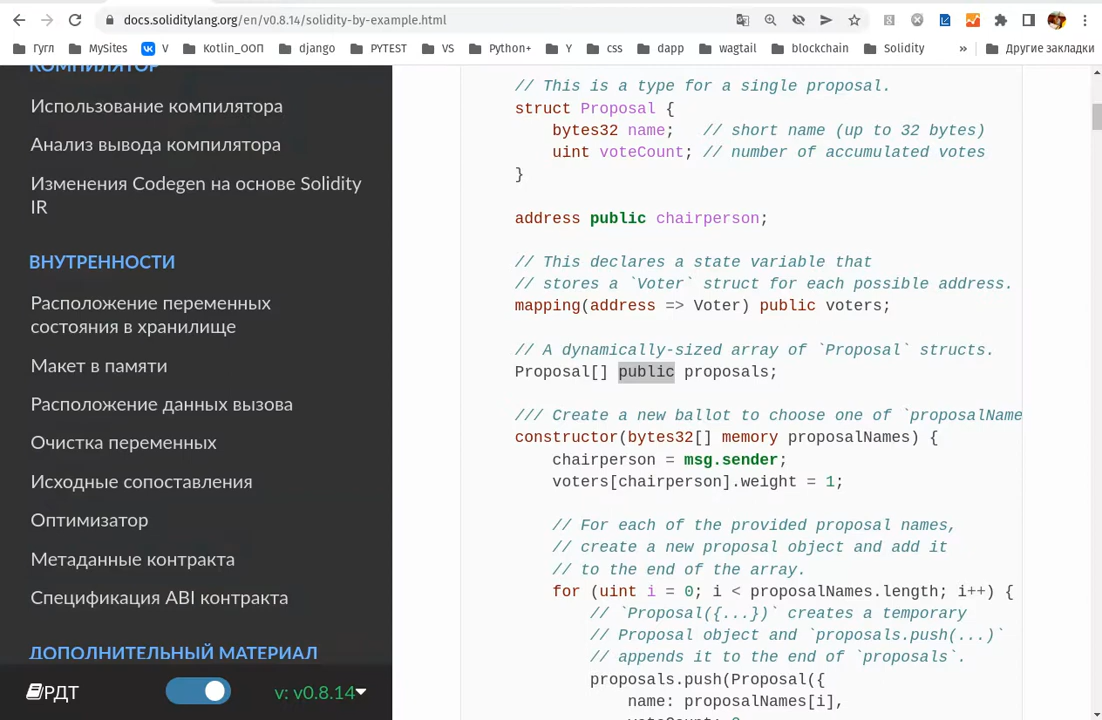 docs.soliditylang.org/en/v0.8.14/solidity-by-example.html
Гугл MySites V Kotlin_ООП django PYTEST VS Python+ Y css dapp wagtail blockchain Solidity » Другие закладки
КОМПИЛЯТОР
Использование компилятора
Анализ вывода компилятора
Изменения Codegen на основе Solidity
IR
ВНУТРЕННОСТИ
Расположение переменных
состояния в хранилище
Макет в памяти
Расположение данных вызова
Очистка переменных
Исходные сопоставления
Оптимизатор
Метаданные контракта
Спецификация ABI контракта
ДОПОЛНИТЕЛЬНЫЙ МАТЕРИАЛ
РДТ v: v0.8.14
// This is a type for a single proposal.
struct Proposal {
bytes32 name; // short name (up to 32 bytes)
uint voteCount; // number of accumulated votes
}
address public chairperson;
// This declares a state variable that
// stores a `Voter` struct for each possible address.
mapping(address => Voter) public voters;
// A dynamically-sized array of `Proposal` structs.
Proposal[] public proposals;
/// Create a new ballot to choose one of `proposalName
constructor(bytes32[] memory proposalNames) {
chairperson = msg.sender;
voters[chairperson].weight = 1;
// For each of the provided proposal names,
// create a new proposal object and add it
// to the end of the array.
for (uint i = 0; i < proposalNames.length; i++) {
// `Proposal({...})` creates a temporary
// Proposal object and `proposals.push(...)`
// appends it to the end of `proposals`.
proposals.push(Proposal({
name: proposalNames[i],